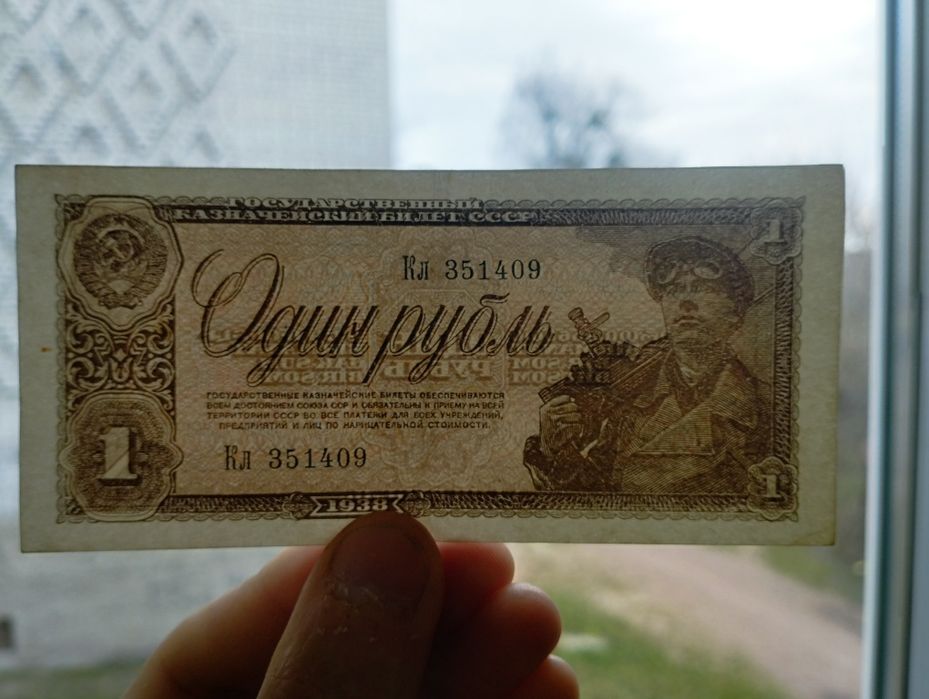 ГОСУДАРСТВЕННЫЙ
КАЗНАЧЕЙСКИЙ БИЛЕТ СССР
1
Кл 351409
Один рубль
ГОСУДАРСТВЕННЫЕ КАЗНАЧЕЙСКИЕ БИЛЕТЫ ОБЕСПЕЧИВАЮТСЯ
ВСЕМ ДОСТОЯНИЕМ СОЮЗА ССР И ОБЯЗАТЕЛЬНЫ К ПРИЕМУ НА ВСЕЙ
ТЕРРИТОРИИ СССР ВО ВСЕ ПЛАТЕЖИ ДЛЯ ВСЕХ УЧРЕЖДЕНИЙ,
ПРЕДПРИЯТИЙ И ЛИЦ ПО НАРИЦАТЕЛЬНОЙ СТОИМОСТИ.
1
Кл 351409
1
1938